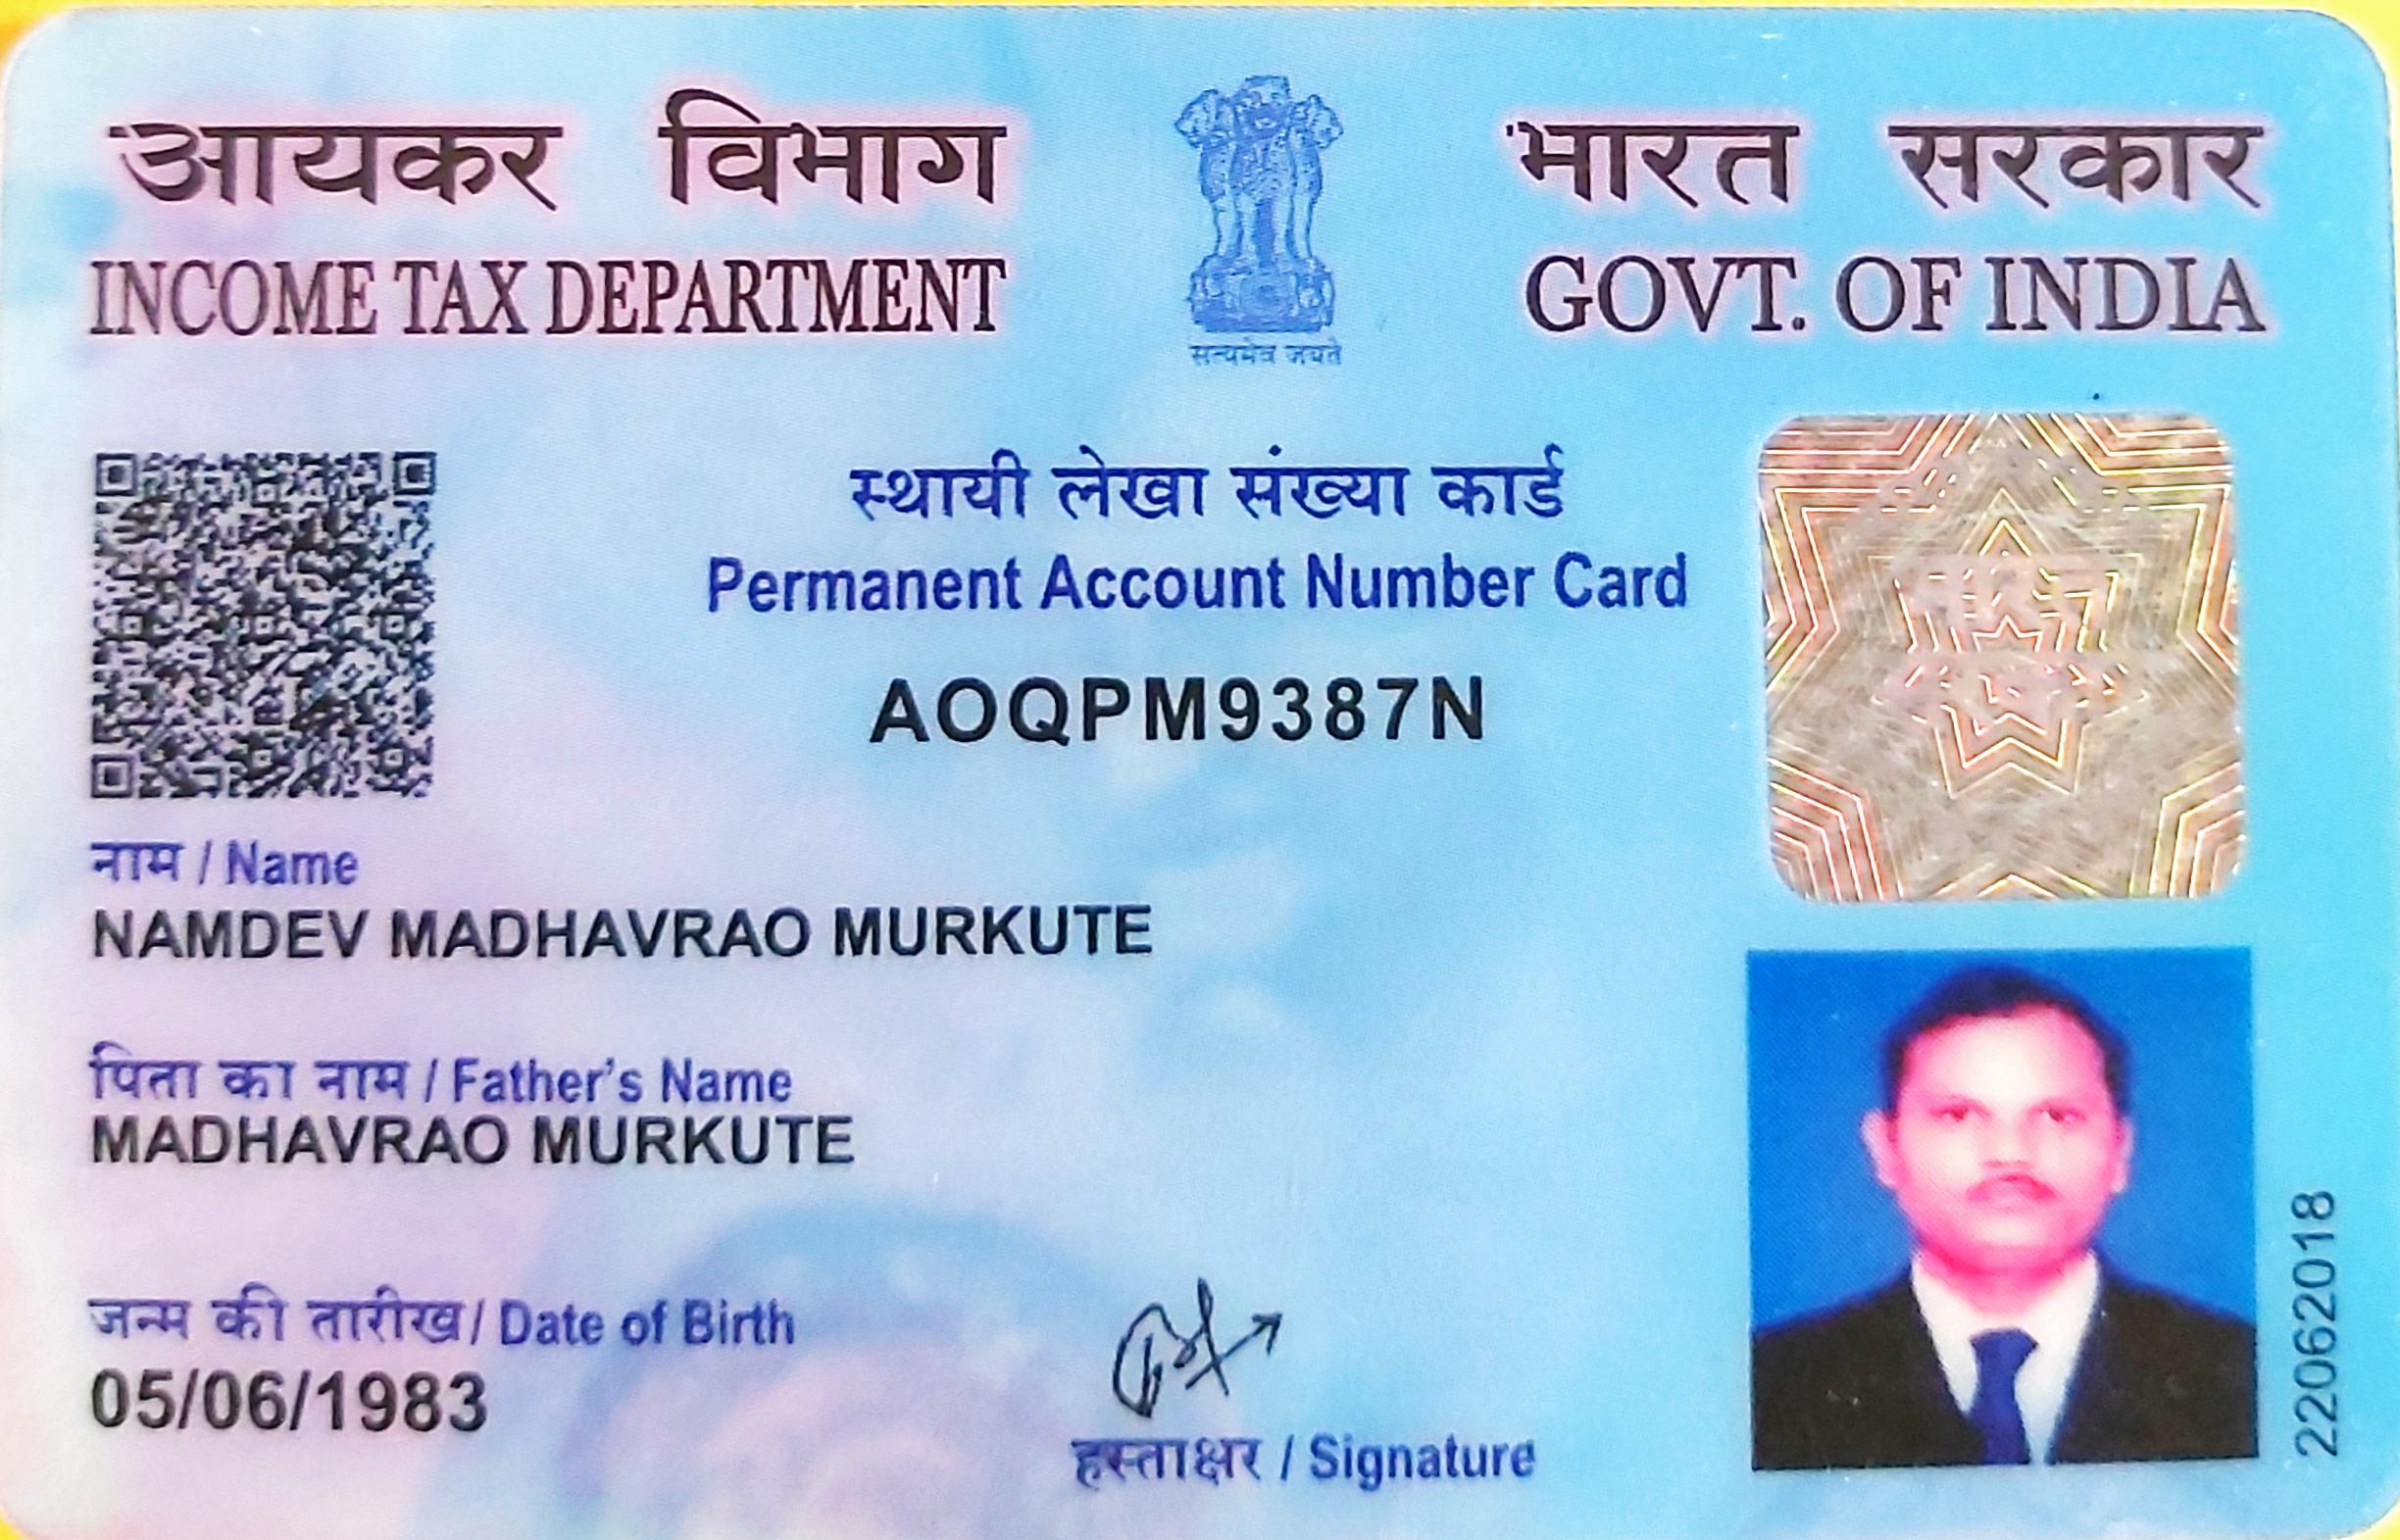 आयकर विभाग
INCOME TAX DEPARTMENT
सत्यमेव जयते
भारत सरकार
GOVT. OF INDIA
स्थायी लेखा संख्या कार्ड
Permanent Account Number Card
AOQPM9387N
नाम / Name
NAMDEV MADHAVRAO MURKUTE
पिता का नाम / Father's Name
MADHAVRAO MURKUTE
जन्म की तारीख/ Date of Birth
05/06/1983
हस्ताक्षर / Signature
22062018